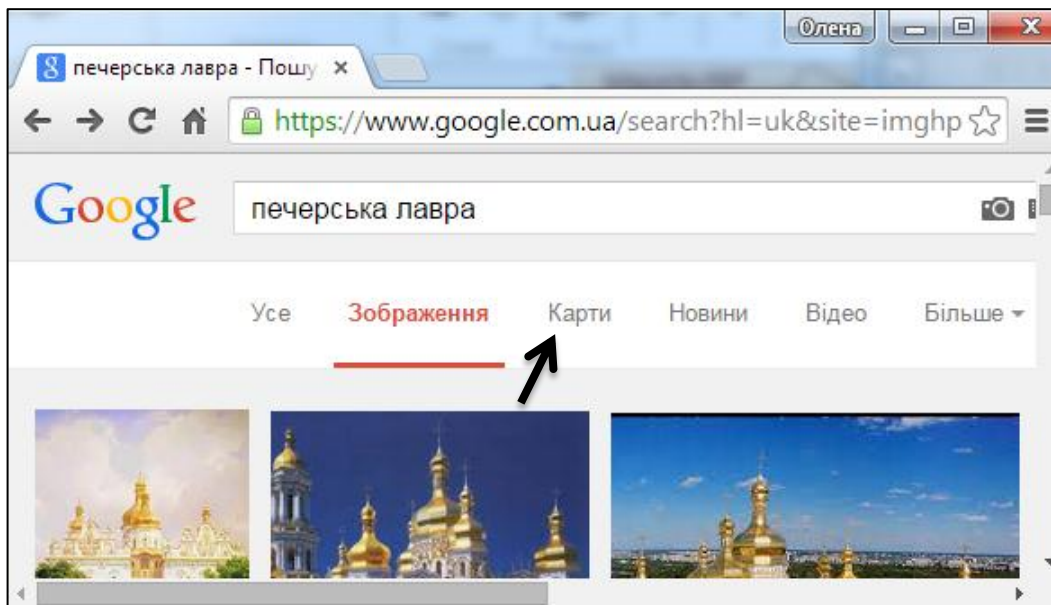 Олена
печерська лавра - Пошу
https://www.google.com.ua/search?hl=uk&site=imghp
Google
печерська лавра
Усе Зображення Карти Новини Відео Більше